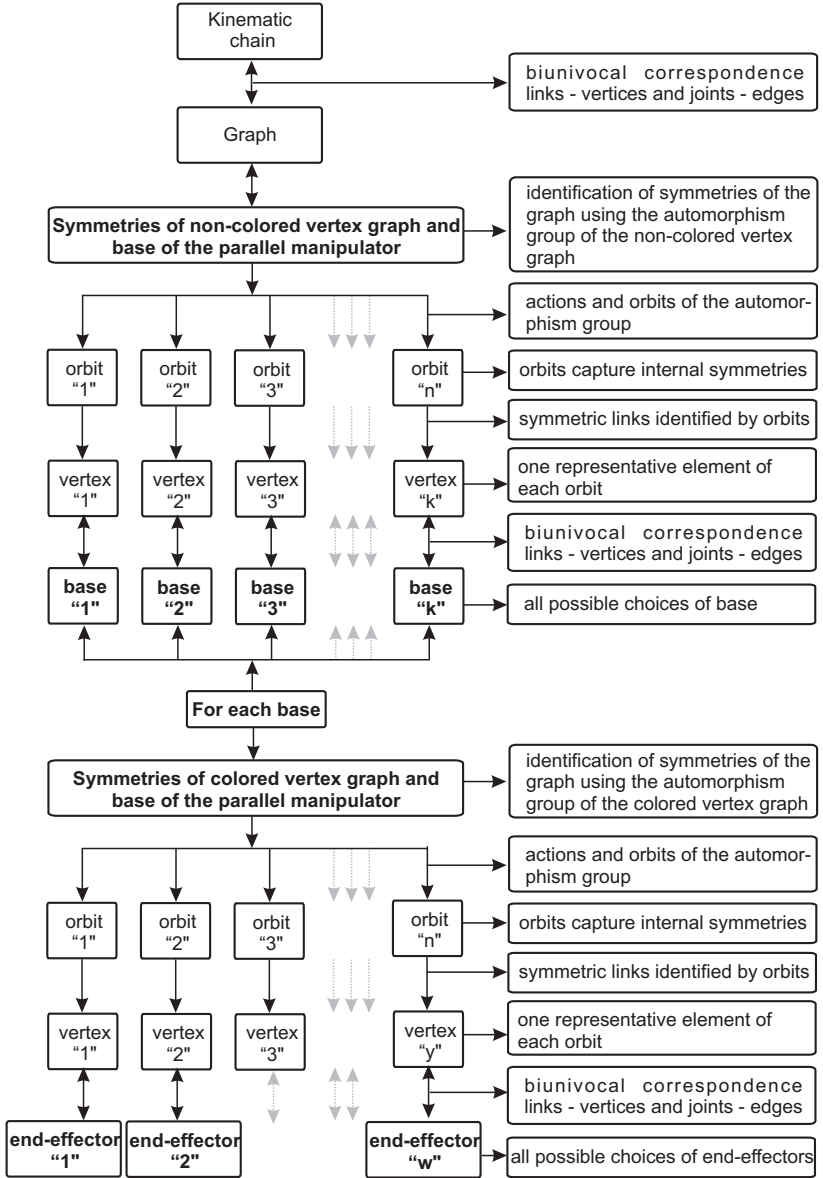 Kinematic
chain
biunivocal correspondence
links - vertices and joints - edges
Graph
Symmetries of non-colored vertex graph and
base of the parallel manipulator
identification of symmetries of the
graph using the automorphism
group of the non-colored vertex
graph
actions and orbits of the automor-
phism group
orbit
“1"
orbit
“2"
orbit
“3"
orbit
“n"
orbits capture internal symmetries
symmetric links identified by orbits
vertex
“1"
vertex
“2"
vertex
“3"
vertex
“k"
one representative element of
each orbit
biunivocal correspondence
links - vertices and joints - edges
base
“1"
base
“2"
base
“3"
base
“k"
all possible choices of base
For each base
Symmetries of colored vertex graph and
base of the parallel manipulator
identification of symmetries of the
graph using the automorphism
group of the colored vertex graph
actions and orbits of the automor-
phism group
orbit
“1"
orbit
“2"
orbit
“3"
orbit
“n"
orbits capture internal symmetries
symmetric links identified by orbits
vertex
“1"
vertex
“2"
vertex
“3"
vertex
“y"
one representative element of
each orbit
biunivocal correspondence
links - vertices and joints - edges
end-effector
“1"
end-effector
“2"
end-effector
“w"
all possible choices of end-effectors